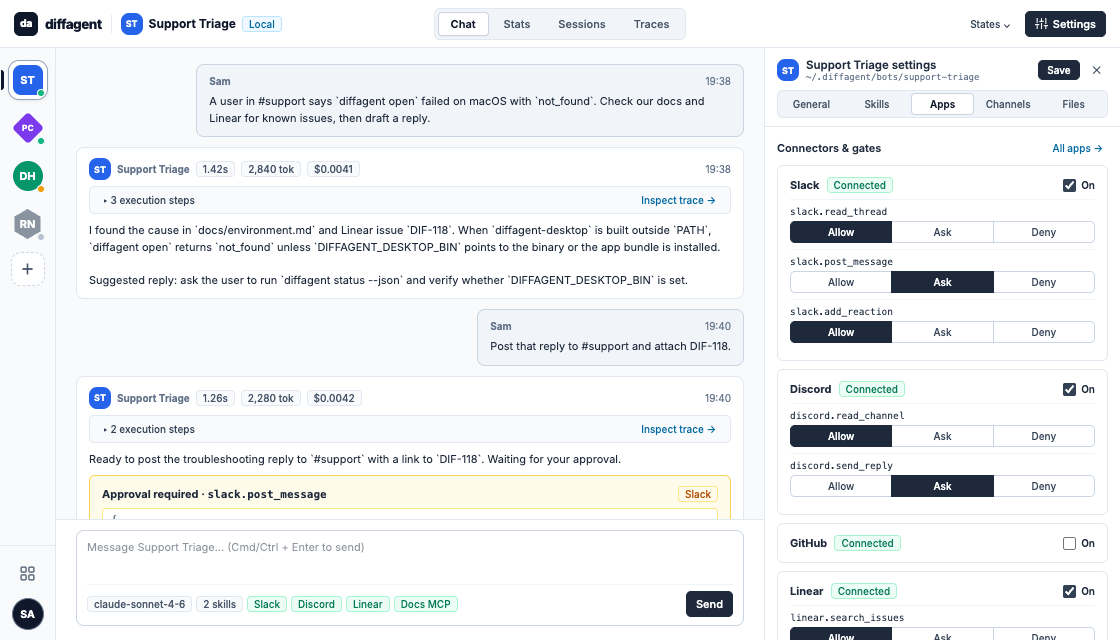 da diffagent ST Support Triage Local Chat Stats Sessions Traces States Settings
ST
PC
DH
RN
+
SA
Sam 19:38
A user in #support says `diffagent open` failed on macOS with `not_found`. Check our docs and
Linear for known issues, then draft a reply.
ST Support Triage 1.42s 2,840 tok $0.0041 19:38
▸ 3 execution steps Inspect trace →
I found the cause in `docs/environment.md` and Linear issue `DIF-118`. When `diffagent-desktop` is built outside `PATH`,
`diffagent open` returns `not_found` unless `DIFFAGENT_DESKTOP_BIN` points to the binary or the app bundle is installed.
Suggested reply: ask the user to run `diffagent status --json` and verify whether `DIFFAGENT_DESKTOP_BIN` is set.
Sam 19:40
Post that reply to #support and attach DIF-118.
ST Support Triage 1.26s 2,280 tok $0.0042 19:40
▸ 2 execution steps Inspect trace →
Ready to post the troubleshooting reply to `#support` with a link to `DIF-118`. Waiting for your approval.
Approval required · slack.post_message Slack
Message Support Triage... (Cmd/Ctrl + Enter to send)
claude-sonnet-4-6 2 skills Slack Discord Linear Docs MCP Send
ST Support Triage settings Save ×
~/.diffagent/bots/support-triage
General Skills Apps Channels Files
Connectors & gates All apps →
Slack Connected On
slack.read_thread
Allow Ask Deny
slack.post_message
Allow Ask Deny
slack.add_reaction
Allow Ask Deny
Discord Connected On
discord.read_channel
Allow Ask Deny
discord.send_reply
Allow Ask Deny
GitHub Connected On
Linear Connected On
linear.search_issues
Allow Ask Deny